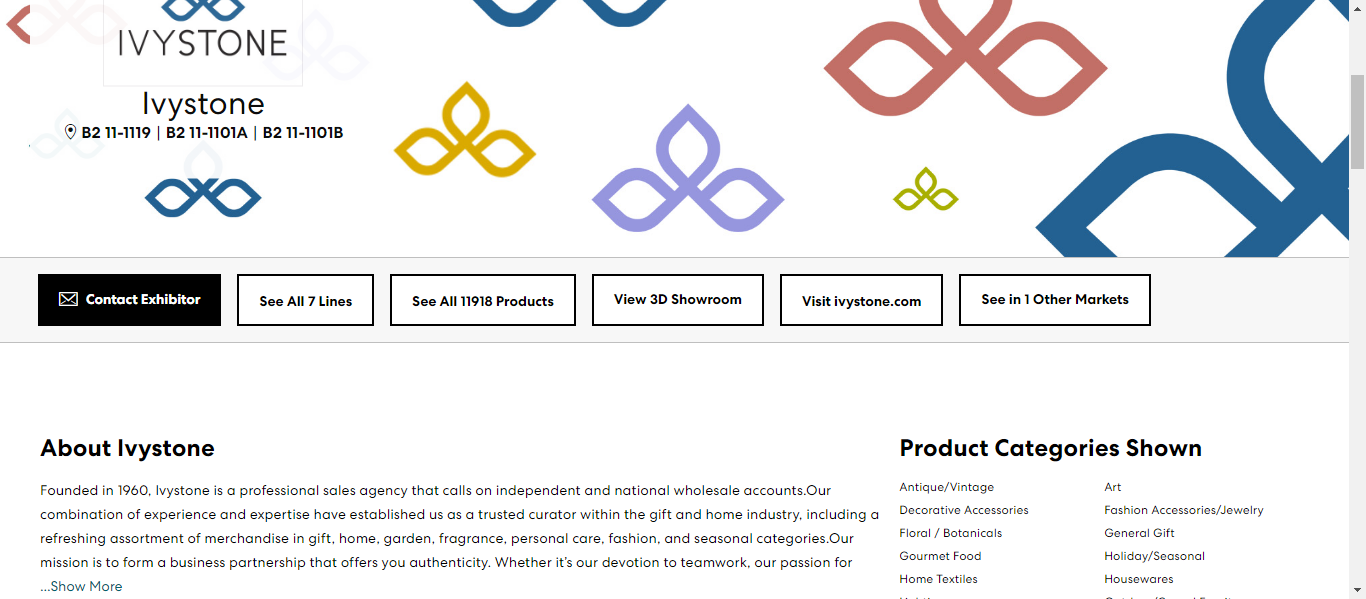 IVYSTONE
Ivystone
B2 11-1119 | B2 11-1101A | B2 11-1101B
Contact Exhibitor
See All 7 Lines
See All 11918 Products
View 3D Showroom
Visit ivystone.com
See in 1 Other Markets
About Ivystone
Founded in 1960, Ivystone is a professional sales agency that calls on independent and national wholesale accounts.Our
combination of experience and expertise have established us as a trusted curator within the gift and home industry, including a
refreshing assortment of merchandise in gift, home, garden, fragrance, personal care, fashion, and seasonal categories.Our
mission is to form a business partnership that offers you authenticity. Whether it's our devotion to teamwork, our passion for
...Show More
Product Categories Shown
Antique/Vintage
Art
Decorative Accessories
Fashion Accessories/Jewelry
Floral / Botanicals
General Gift
Gourmet Food
Holiday/Seasonal
Home Textiles
Housewares